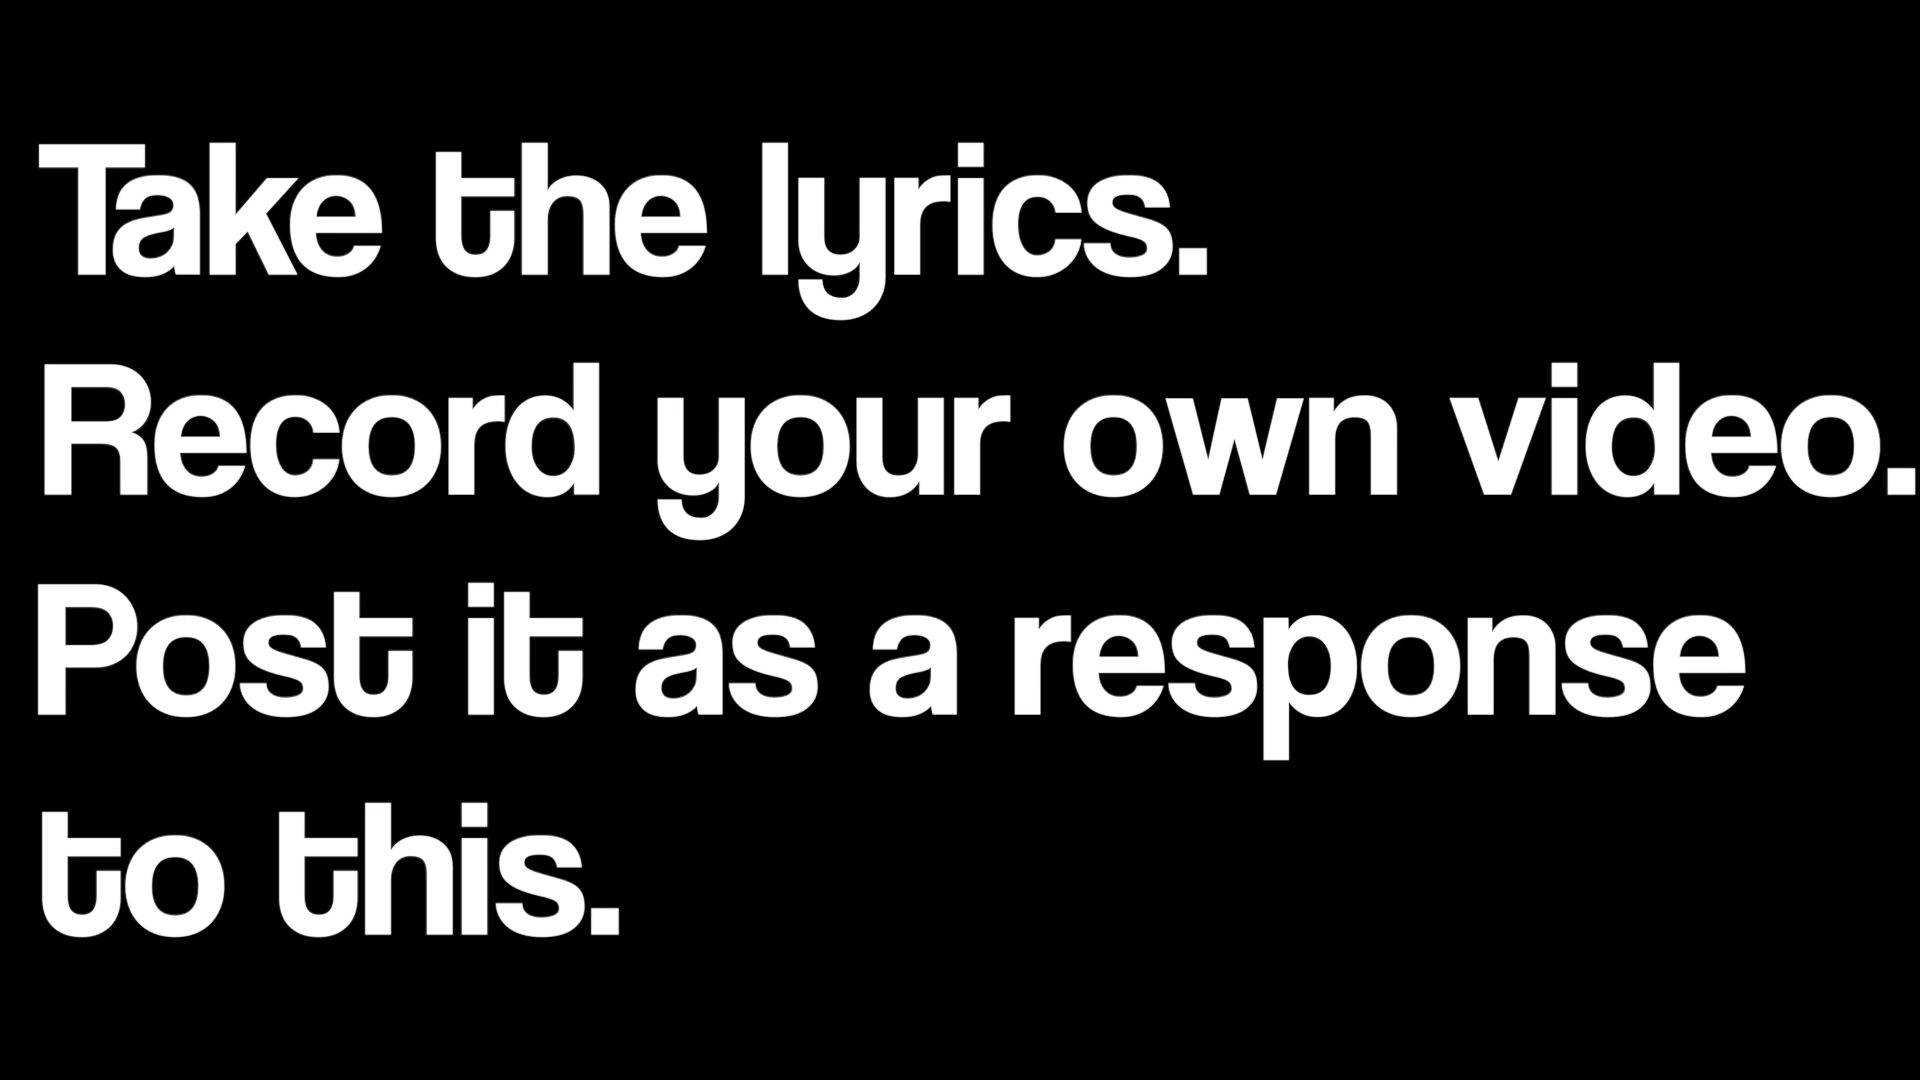 Take the lyrics.
Record your own video.
Post it as a response
to this.